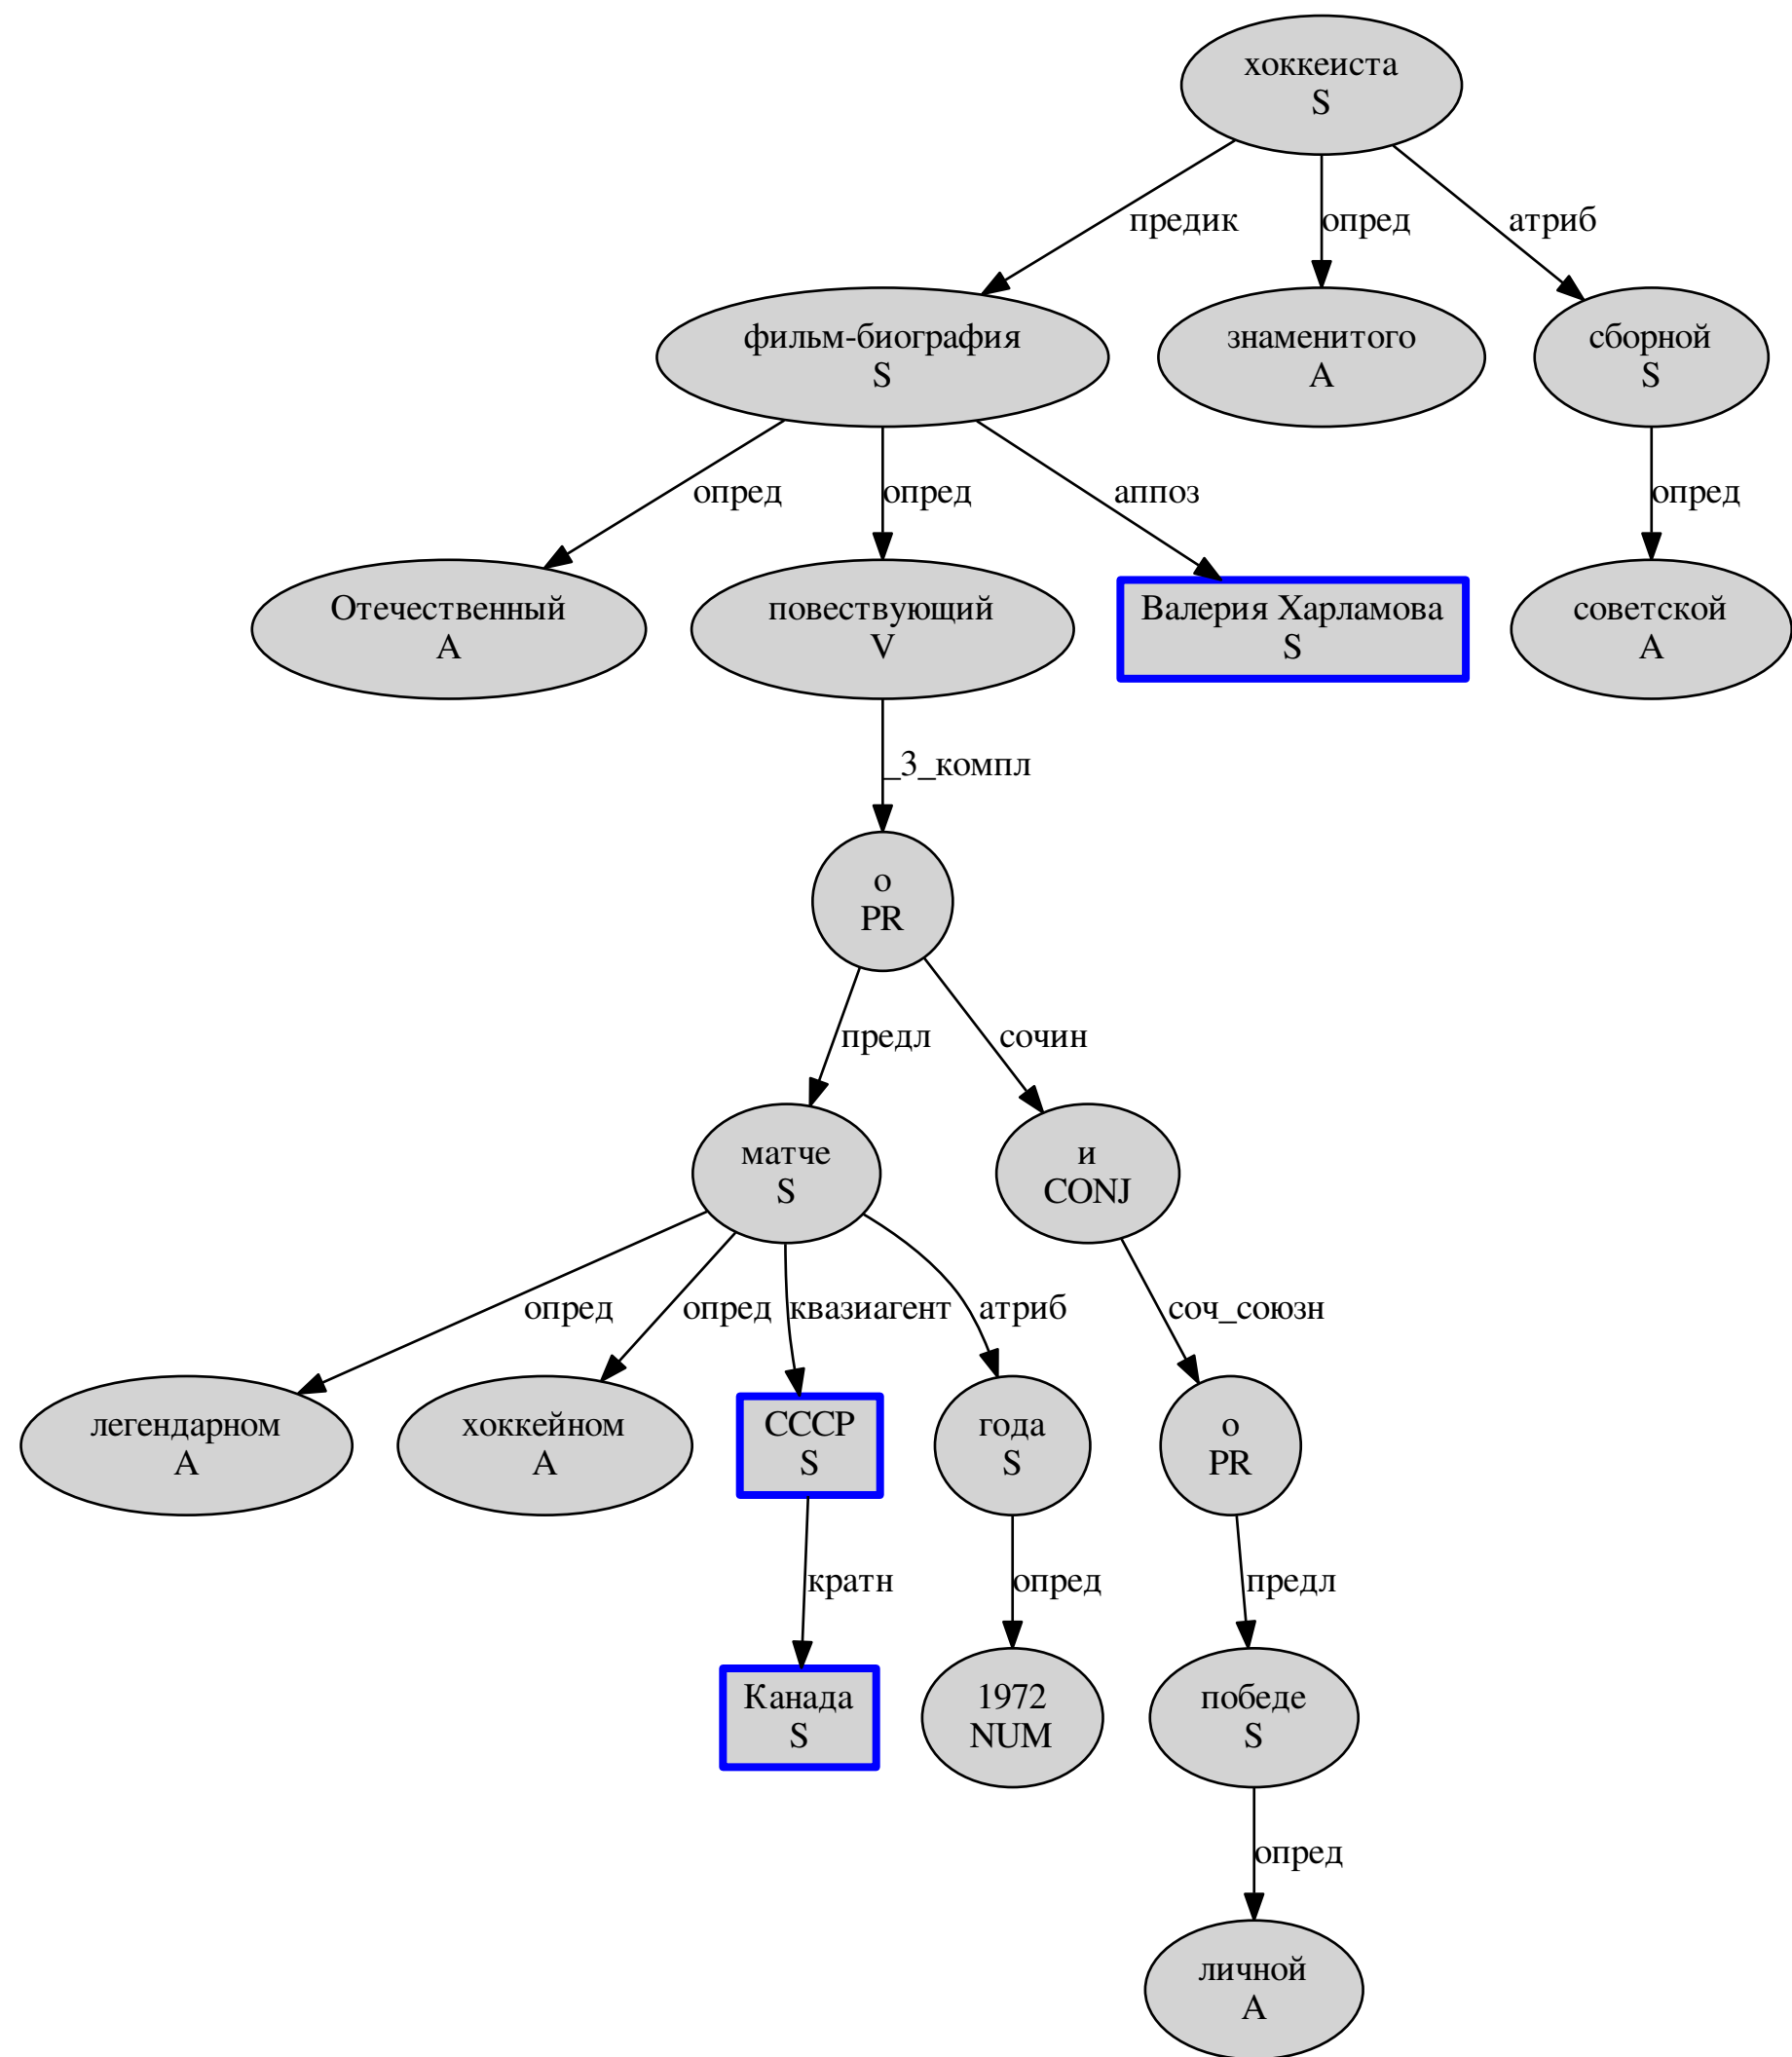 хоккеиста
S
предик
опред
атриб
фильм-биография
S
знаменитого
A
сборной
S
опред
опред
аппоз
опред
Отечественный
A
повествующий
V
Валерия Харламова
S
советской
A
_3_компл
о
PR
предл
сочин
матче
S
и
CONJ
опред
опред
квазиагент
атриб
соч_союзн
легендарном
A
хоккейном
A
СССР
S
года
S
о
PR
кратн
опред
предл
Канада
S
1972
NUM
победе
S
опред
личной
A